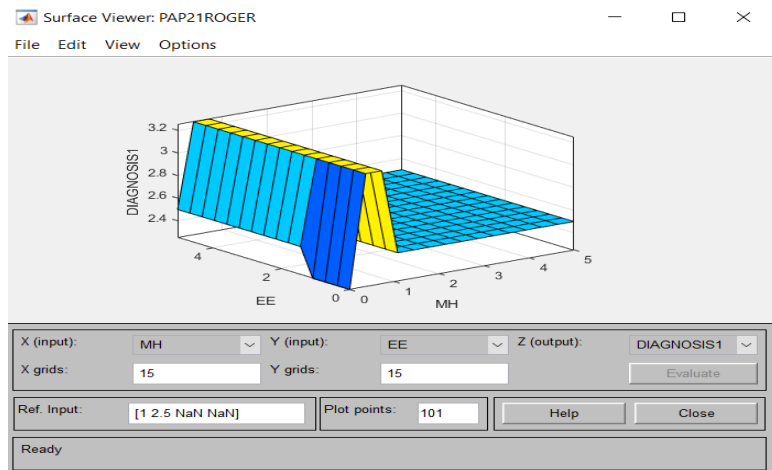 Surface Viewer: PAP21ROGER
File Edit View Options
3.2
3
2.8
2.6
2.4
DIAGNOSIS1
4
2
0
EE
0
1
2
3
4
5
MH
X (input): MH Y (input): EE Z (output): DIAGNOSIS1
X grids: 15 Y grids: 15 Evaluate
Ref. Input: [1 2.5 NaN NaN] Plot points: 101 Help Close
Ready